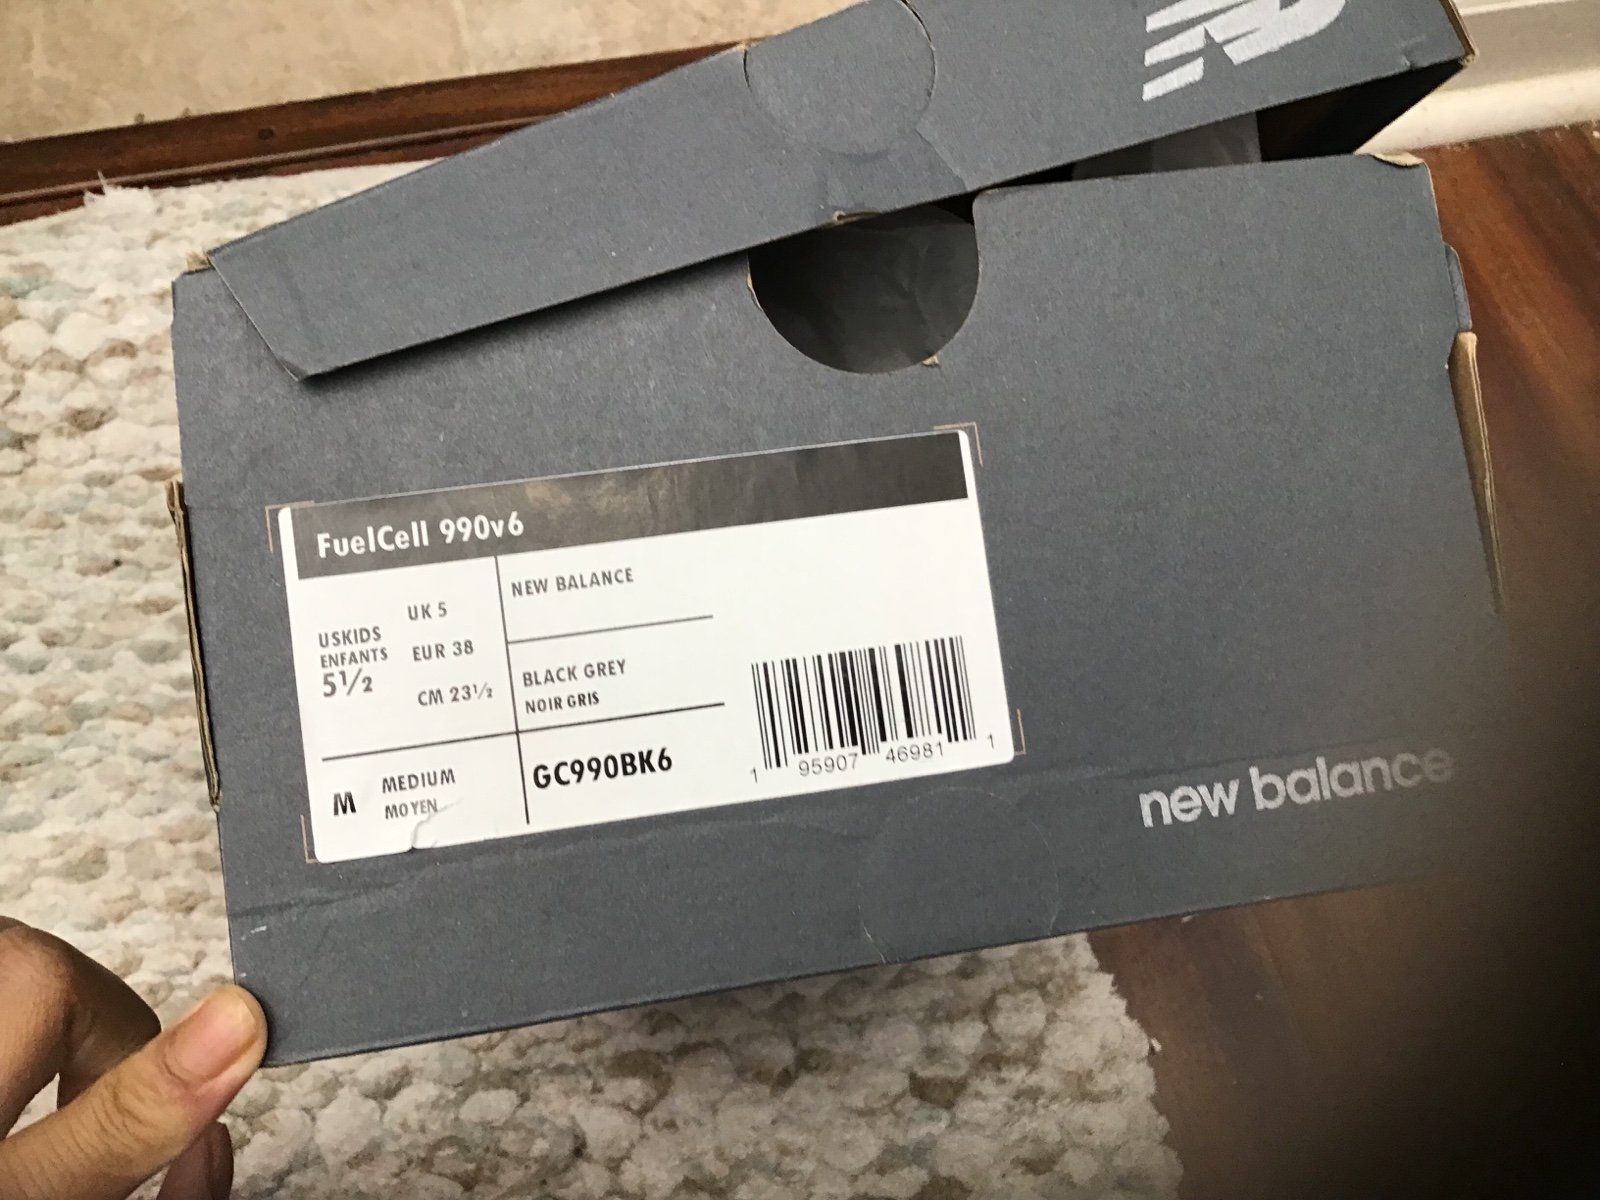 FuelCell 990v6
USKIDS
ENFANTS
5½
UK 5
EUR 38
CM 23½
NEW BALANCE
BLACK GREY
NOIR GRIS
M
MEDIUM
MOYEN
GC990BK6
1 95907 46981 1
new balance